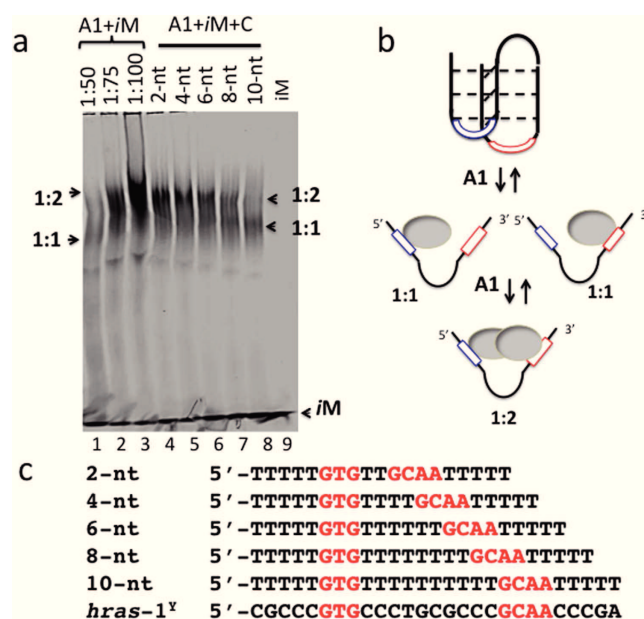 a
A1+iM
A1+iM+C
1:50
1:75
1:100
2-nt
4-nt
6-nt
8-nt
10-nt
iM
1:2
1:1
1:2
1:1
iM
1 2 3 4 5 6 7 8 9
b
A1
5' 3' 5' 3'
1:1 1:1
A1
5' 3'
1:2
C
2-nt 5'-TTTTTGTGTTGCAATTTTT
4-nt 5'-TTTTTGTGTTTTGCAATTTTT
6-nt 5'-TTTTTGTGTTTTTTGCAATTTTT
8-nt 5'-TTTTTGTGTTTTTTTTGCAATTTTT
10-nt 5'-TTTTTGTGTTTTTTTTTTGCAATTTTT
hras-1ʸ 5'-CGCCCGTGCCCTGCGCCCGCAACCCGA